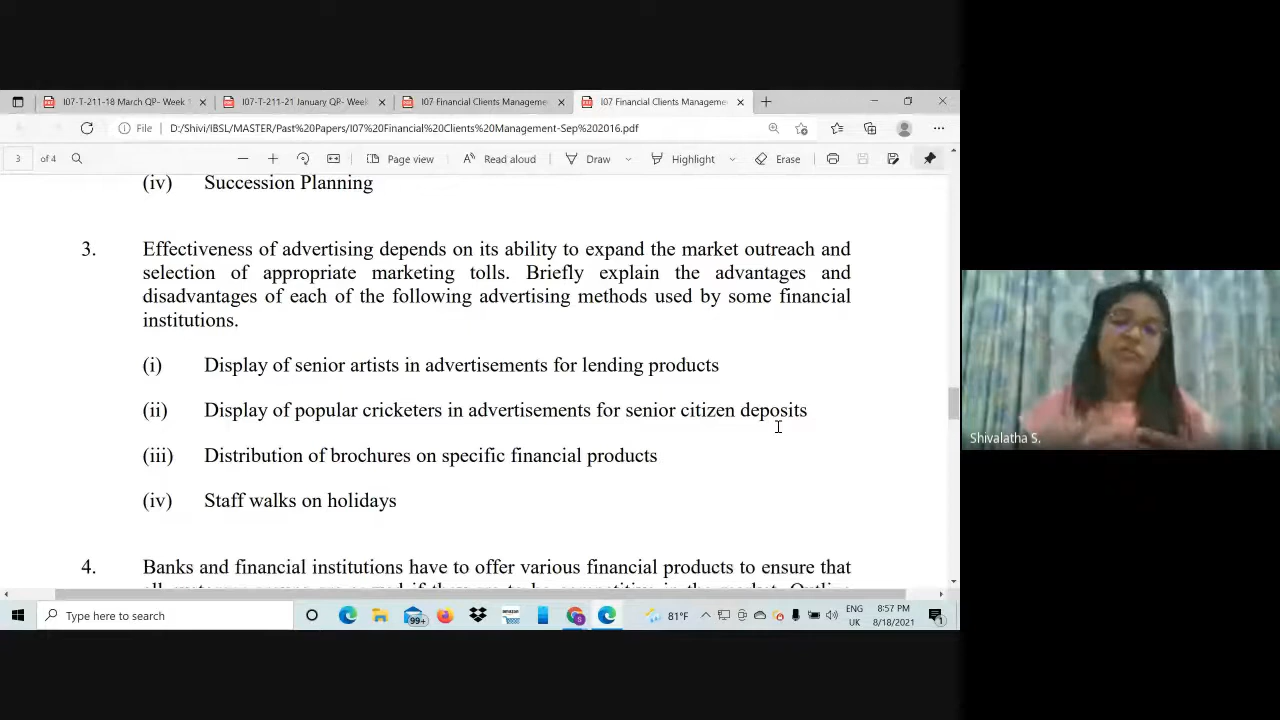 I07-T-211-18 March QP- Week
I07-T-211-21 January QP- Week
I07 Financial Clients Manageme
I07 Financial Clients Manageme
File
D:/Shivi/IBSL/MASTER/Past%20Papers/I07%20Financial%20Clients%20Management-Sep%202016.pdf
3 of 4
Page view
Read aloud
Draw
Highlight
Erase
(iv) Succession Planning
3. Effectiveness of advertising depends on its ability to expand the market outreach and
selection of appropriate marketing tolls. Briefly explain the advantages and
disadvantages of each of the following advertising methods used by some financial
institutions.
(i) Display of senior artists in advertisements for lending products
(ii) Display of popular cricketers in advertisements for senior citizen deposits
(iii) Distribution of brochures on specific financial products
(iv) Staff walks on holidays
4. Banks and financial institutions have to offer various financial products to ensure that
Shivalatha S.
Type here to search
99+
amazon
81°F
ENG
UK
8:57 PM
8/18/2021
1